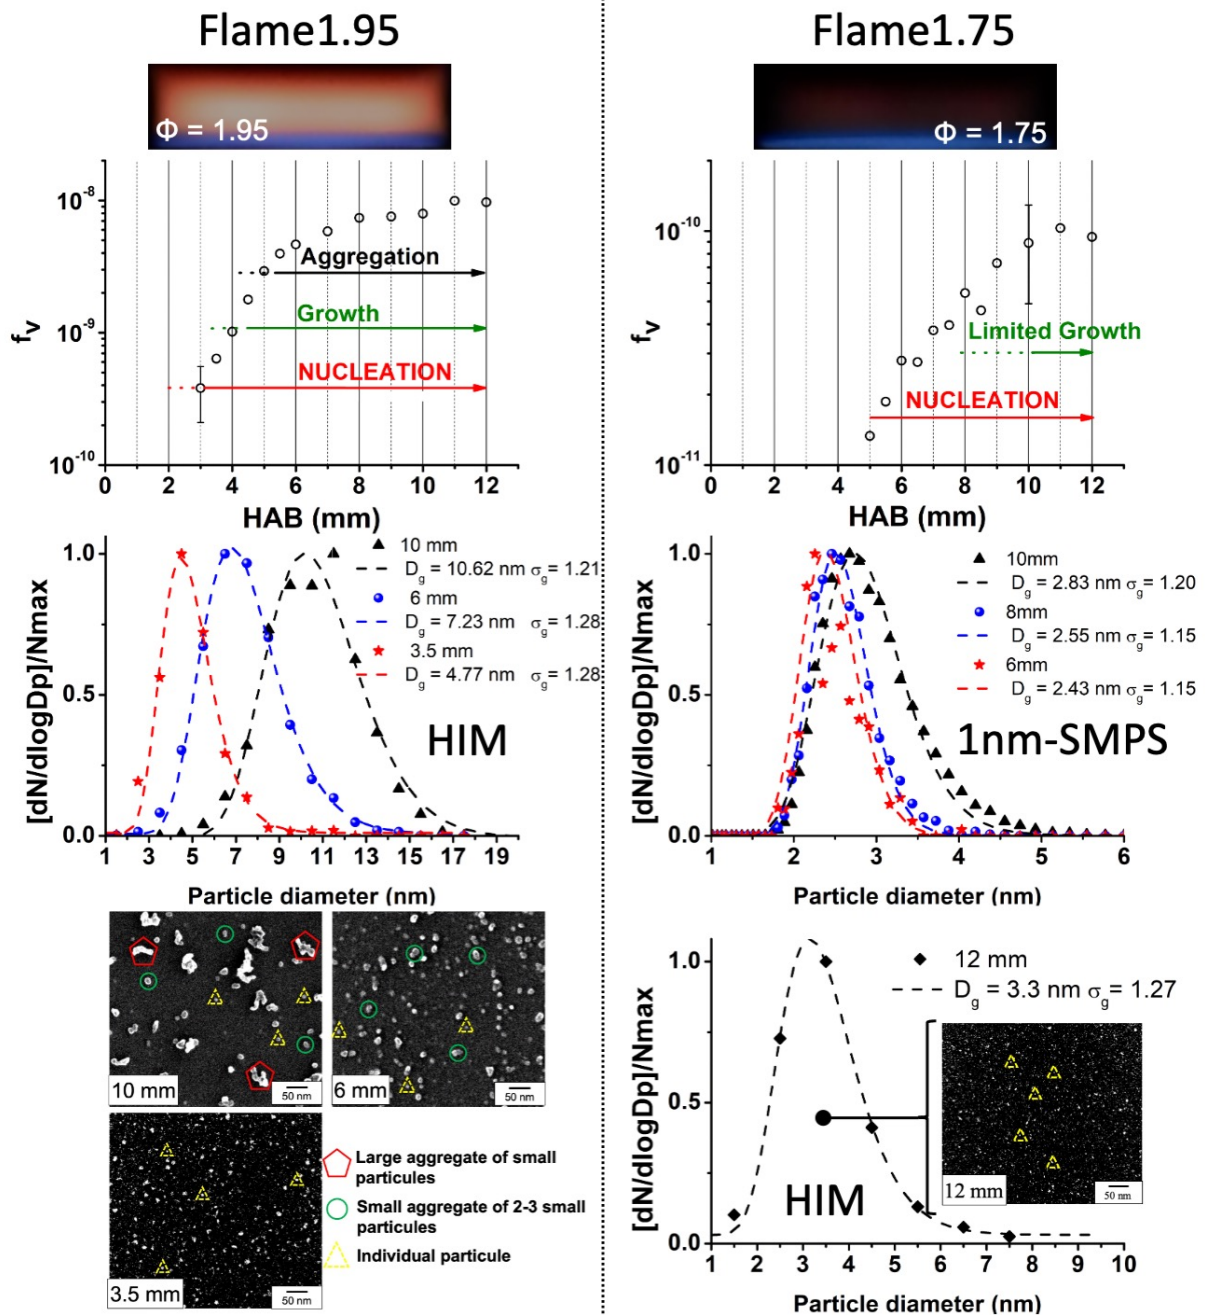 Flame1.95
Φ = 1.95
10⁻⁸
10⁻⁹
10⁻¹⁰
f_v
Aggregation
Growth
NUCLEATION
0 2 4 6 8 10 12
HAB (mm)
1.0
0.5
0.0
[dN/dlogDp]/Nmax
10 mm
D_g = 10.62 nm σ_g = 1.21
6 mm
D_g = 7.23 nm σ_g = 1.28
3.5 mm
D_g = 4.77 nm σ_g = 1.28
HIM
1 3 5 7 9 11 13 15 17 19
Particle diameter (nm)
10 mm
50 nm
6 mm
50 nm
3.5 mm
50 nm
Large aggregate of small
particules
Small aggregate of 2-3 small
particules
Individual particule
Flame1.75
Φ = 1.75
10⁻¹⁰
10⁻¹¹
f_v
Limited Growth
NUCLEATION
0 2 4 6 8 10 12
HAB (mm)
1.0
0.5
0.0
[dN/dlogDp]/Nmax
10mm
D_g = 2.83 nm σ_g = 1.20
8mm
D_g = 2.55 nm σ_g = 1.15
6mm
D_g = 2.43 nm σ_g = 1.15
1nm-SMPS
1 2 3 4 5 6
Particle diameter (nm)
1.0
0.5
0.0
[dN/dlogDp]/Nmax
12 mm
D_g = 3.3 nm σ_g = 1.27
12 mm
50 nm
HIM
1 2 3 4 5 6 7 8 9 10
Particle diameter (nm)